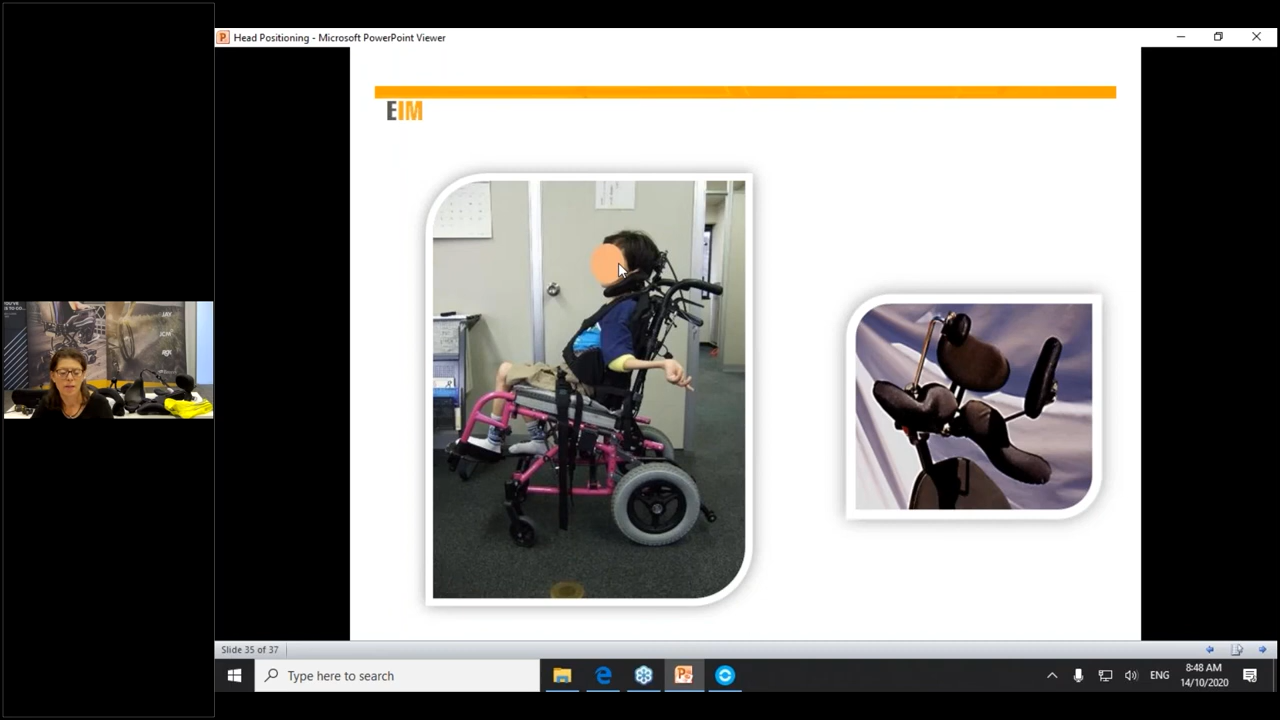 Head Positioning - Microsoft PowerPoint Viewer
EIM
JAY
Slide 35 of 37
Type here to search
ENG
8:48 AM
14/10/2020